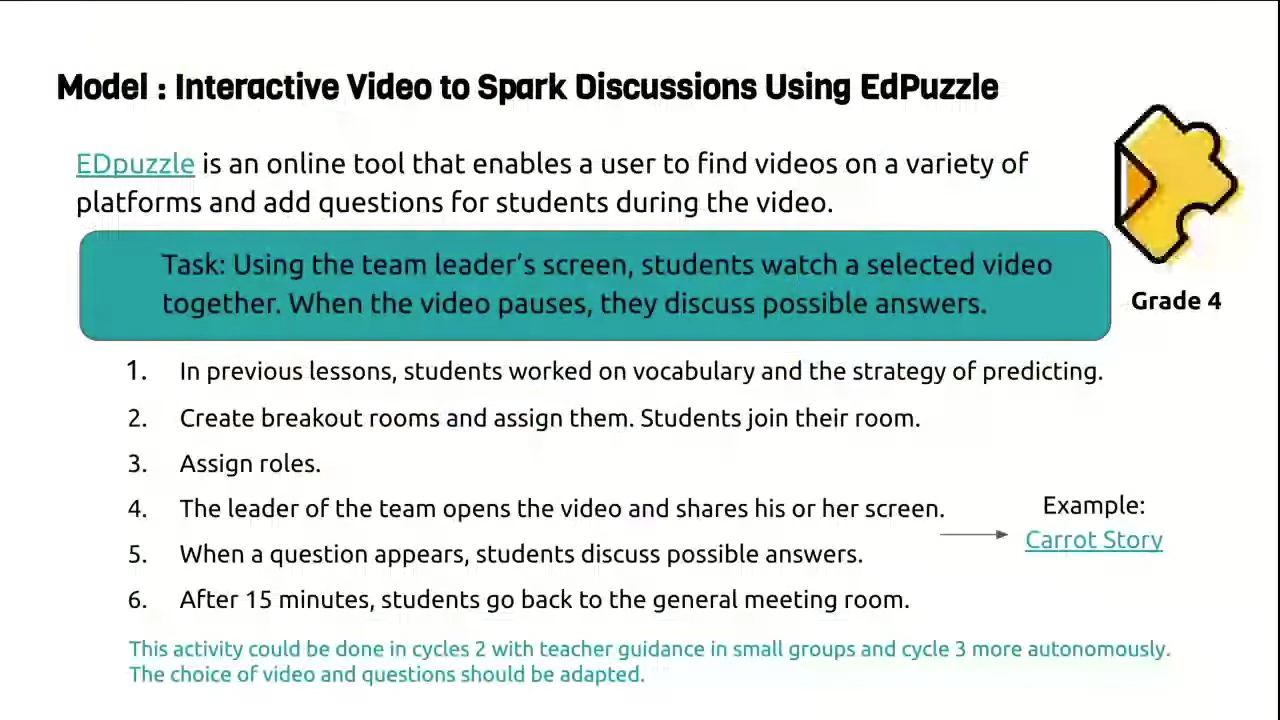 Model : Interactive Video to Spark Discussions Using EdPuzzle
EDpuzzle is an online tool that enables a user to find videos on a variety of
platforms and add questions for students during the video.
Task: Using the team leader’s screen, students watch a selected video
together. When the video pauses, they discuss possible answers.
Grade 4
1. In previous lessons, students worked on vocabulary and the strategy of predicting.
2. Create breakout rooms and assign them. Students join their room.
3. Assign roles.
4. The leader of the team opens the video and shares his or her screen.
Example:
Carrot Story
5. When a question appears, students discuss possible answers.
6. After 15 minutes, students go back to the general meeting room.
This activity could be done in cycles 2 with teacher guidance in small groups and cycle 3 more autonomously.
The choice of video and questions should be adapted.